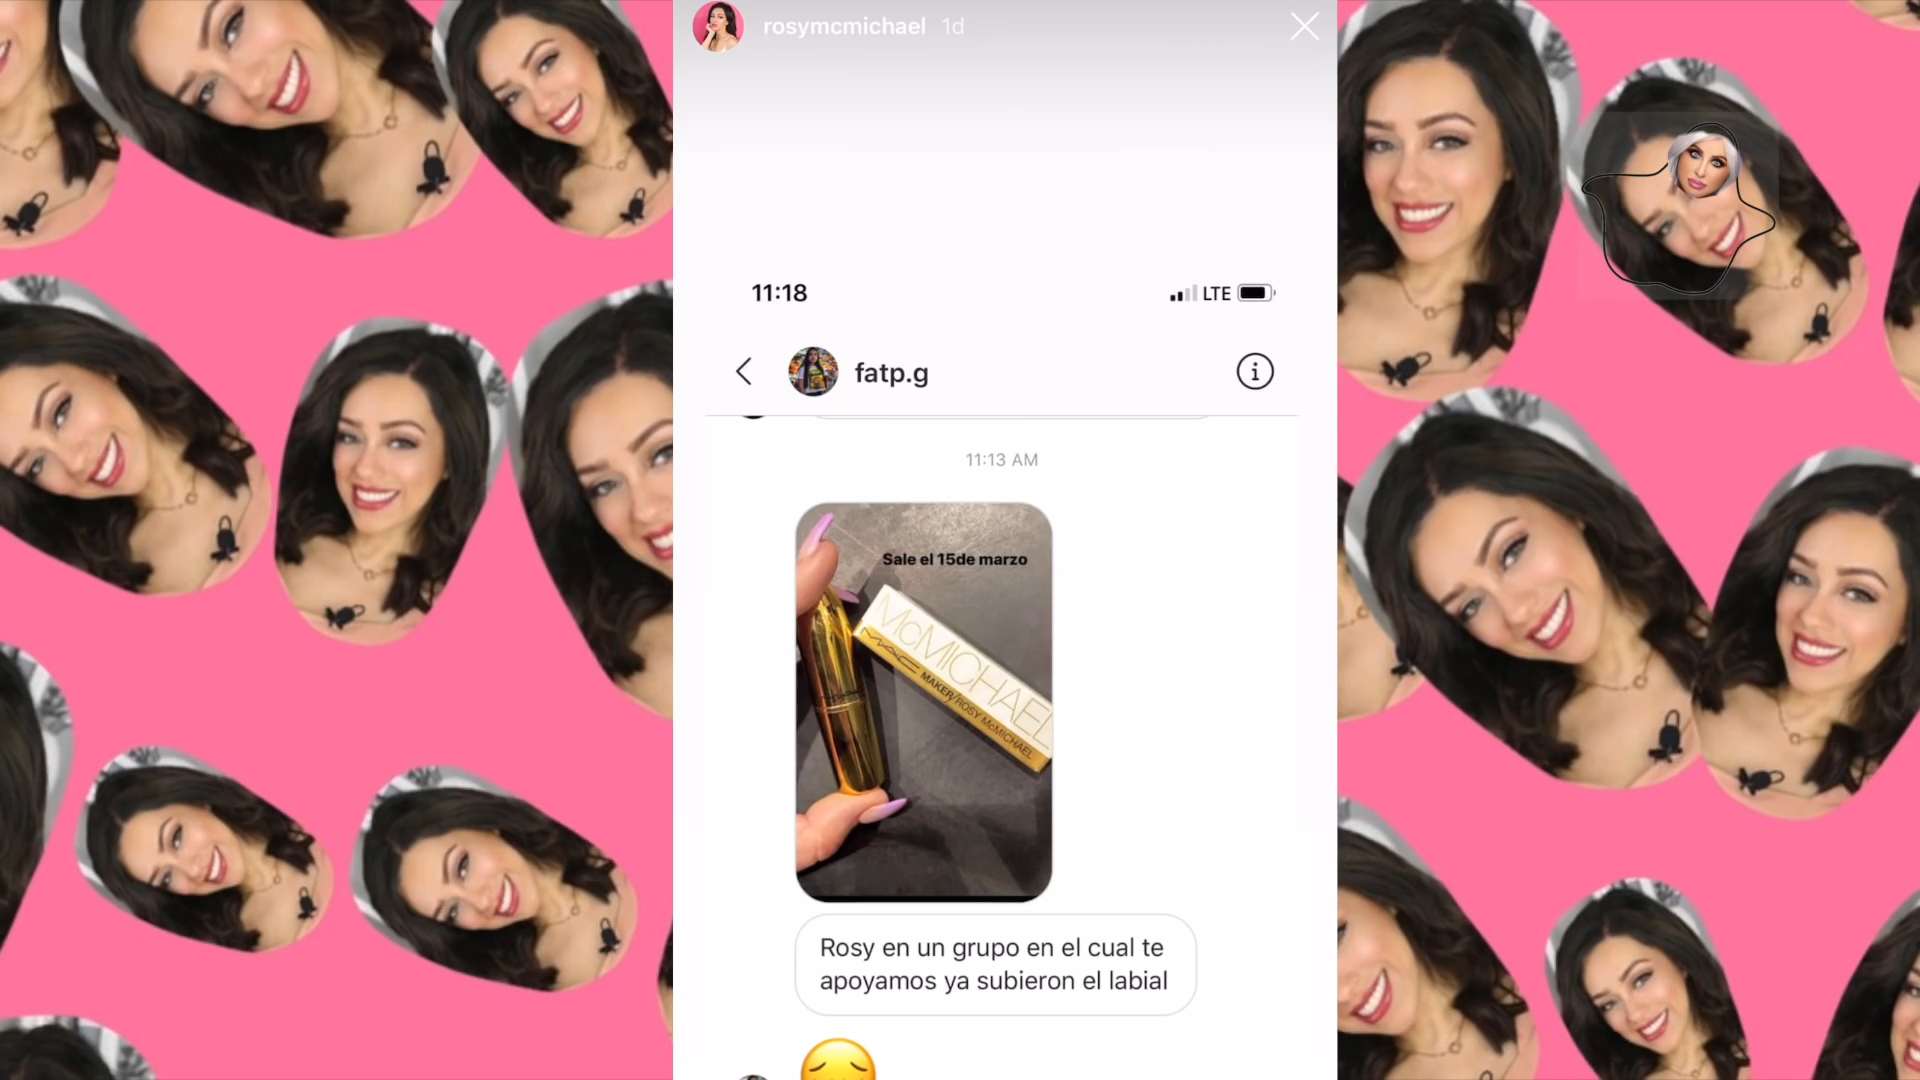 rosymcmichael 1d
11:18 LTE
fatp.g
11:13 AM
Sale el 15de marzo
McMICHAEL
MAC MAKER/ROSY McMICHAEL
Rosy en un grupo en el cual te
apoyamos ya subieron el labial